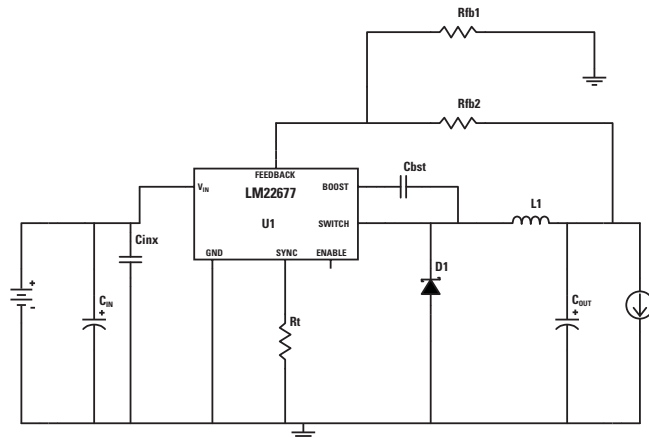 Rfb1
Rfb2
FEEDBACK
Cbst
VIN
LM22677
BOOST
L1
U1
SWITCH
Cinx
GND
SYNC
ENABLE
D1
+
-
CIN
+
Rt
COUT
+